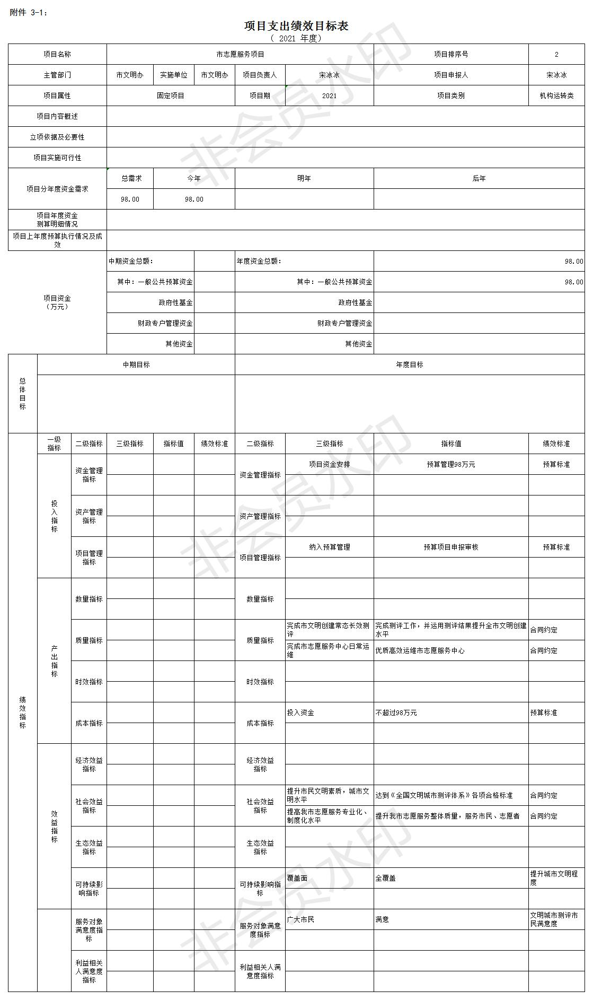 附件 3-1：
项目支出绩效目标表
（ 2021 年度）
项目名称 市志愿服务项目 项目排序号 2
主管部门 市文明办 实施单位 市文明办 项目负责人 宋冰冰 项目申报人 宋冰冰
项目属性 固定项目 项目期 2021 项目类别 机构运转类
项目内容概述
立项依据及必要性
项目实施可行性
项目分年度资金需求 总需求 今年 明年 后年
98.00 98.00
项目年度资金
测算明细情况
项目上年度预算执行情况及成
效
项目资金
（万元）
中期资金总额： 年度资金总额： 98.00
其中：一般公共预算资金 其中：一般公共预算资金 98.00
政府性基金 政府性基金
财政专户管理资金 财政专户管理资金
其他资金 其他资金
总体目标
中期目标 年度目标
绩效指标
一级
指标
二级指标 三级指标 指标值 绩效标准 二级指标 三级指标 指标值 绩效标准
投入指标
资金管理
指标
资金管理指标 项目资金安排 预算管理98万元 预算标准
资产管理
指标
资产管理指标
项目管理
指标
项目管理指标 纳入预算管理 预算项目申报审核 预算标准
产出指标
数量指标 数量指标
质量指标 质量指标
完成市文明创建常态长效测
评
完成测评工作，并运用测评结果提升全市文明创建
水平
合同约定
完成市志愿服务中心日常运
维
优质高效运维市志愿服务中心 合同约定
时效指标 时效指标
成本指标 成本指标 投入资金 不超过98万元 预算标准
效益指标
经济效益
指标
经济效益
指标
社会效益
指标
社会效益
指标
提升市民文明素质，城市文
明水平
达到《全国文明城市测评体系》各项合格标准 合同约定
提高我市志愿服务专业化、
制度化水平
提升我市志愿服务整体质量，服务市民、志愿者 合同约定
生态效益
指标
生态效益
指标
可持续影
响指标
可持续影响指
标
覆盖面 全覆盖
提升城市文明程
度
服务对象
满意度指
标
服务对象满意
度指标
广大市民 满意
文明城市测评市
民满意度
利益相关
人满意度
指标
利益相关人满
意度指标
非会员水印
非会员水印
非会员水印